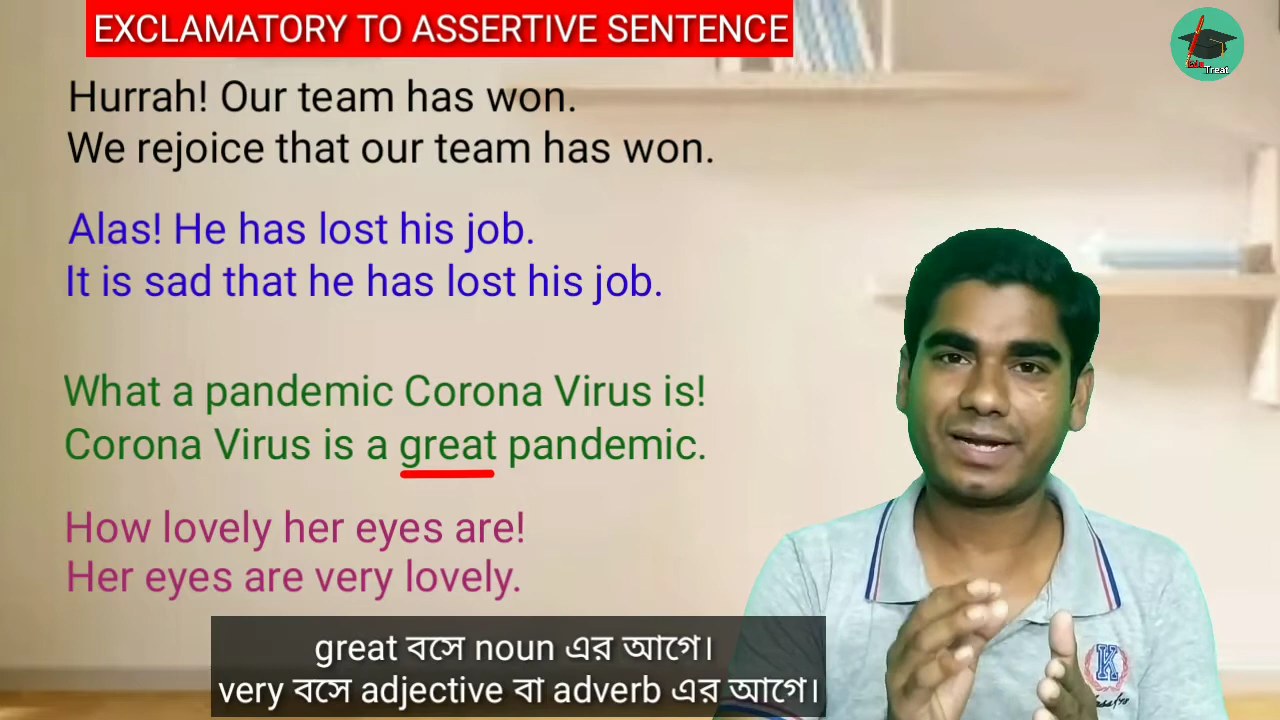 EXCLAMATORY TO ASSERTIVE SENTENCE
Treat
Hurrah! Our team has won.
We rejoice that our team has won.
Alas! He has lost his job.
It is sad that he has lost his job.
What a pandemic Corona Virus is!
Corona Virus is a great pandemic.
How lovely her eyes are!
Her eyes are very lovely.
K
great বসে noun এর আগে।
very বসে adjective বা adverb এর আগে।